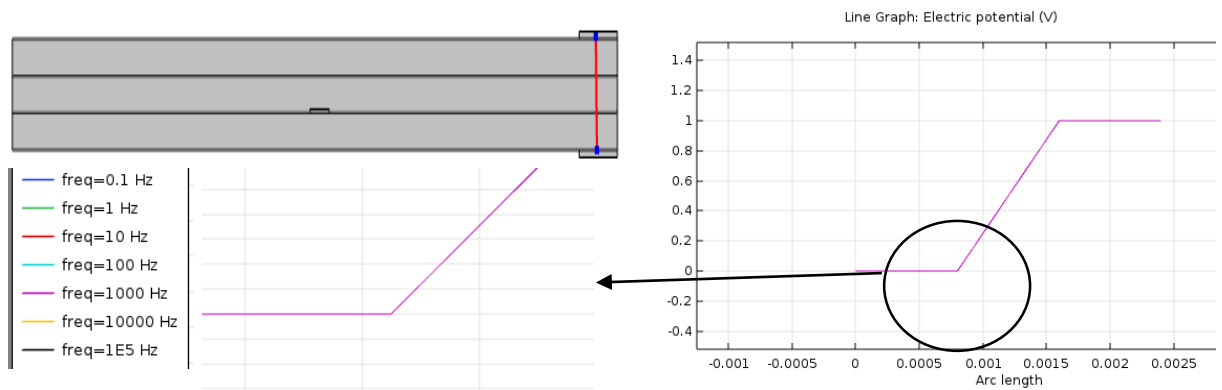 Line Graph: Electric potential (V)
1.4
1.2
1
0.8
0.6
0.4
0.2
0
-0.2
-0.4
-0.001 -0.0005 0 0.0005 0.001 0.0015 0.002 0.0025
Arc length
freq=0.1 Hz
freq=1 Hz
freq=10 Hz
freq=100 Hz
freq=1000 Hz
freq=10000 Hz
freq=1E5 Hz